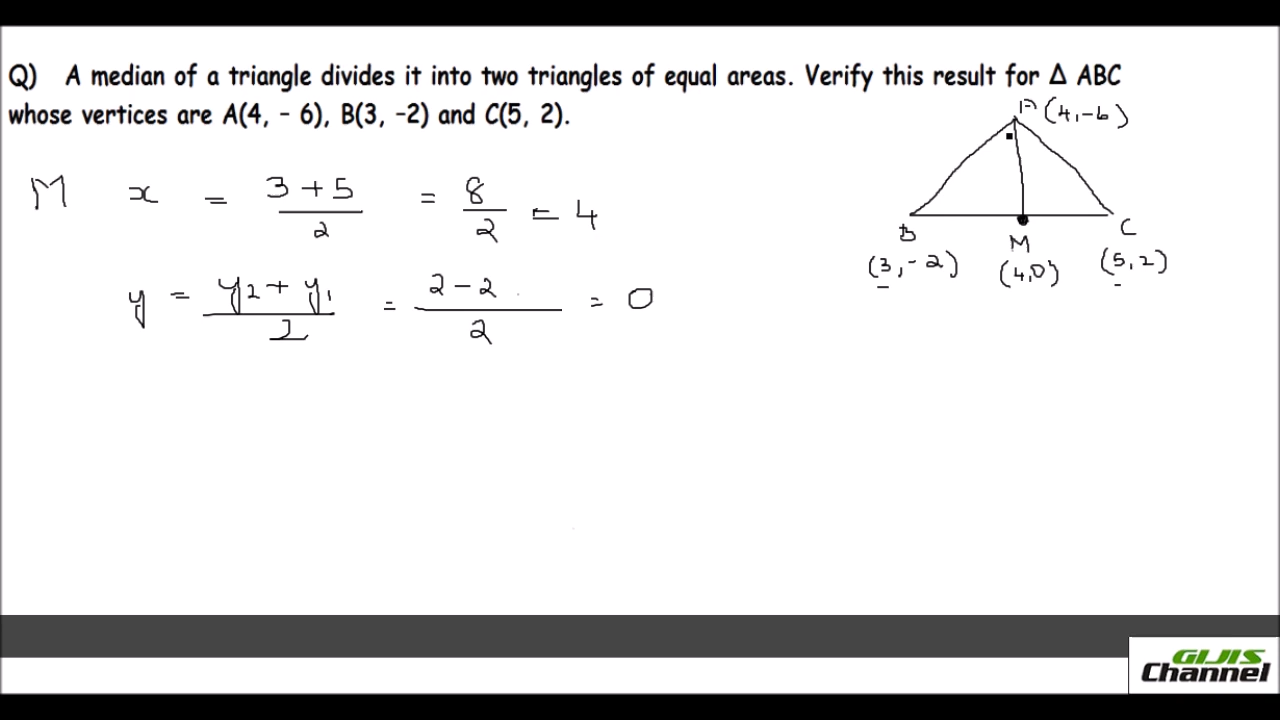 Q) A median of a triangle divides it into two triangles of equal areas. Verify this result for Δ ABC
whose vertices are A(4, - 6), B(3, -2) and C(5, 2).
A (4,-6)
M x = 3 + 5 / 2 = 8 / 2 = 4
B M C
(3, -2) (4,0) (5, 2)
y = y2 + y1 / 2 = 2 - 2 / 2 = 0
GIJIS
Channel